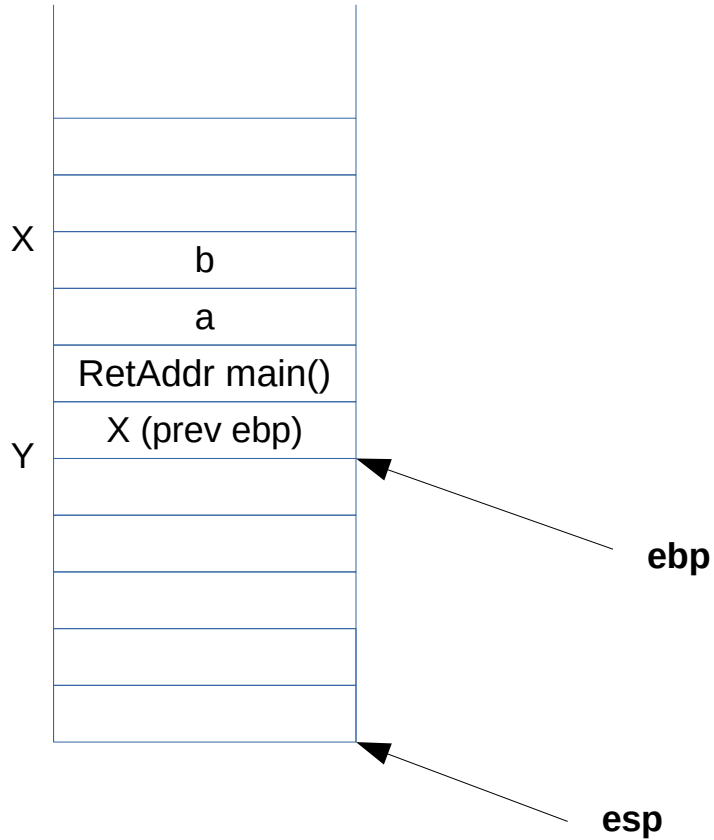 X
b
a
RetAddr main()
X (prev ebp)
Y
ebp
esp